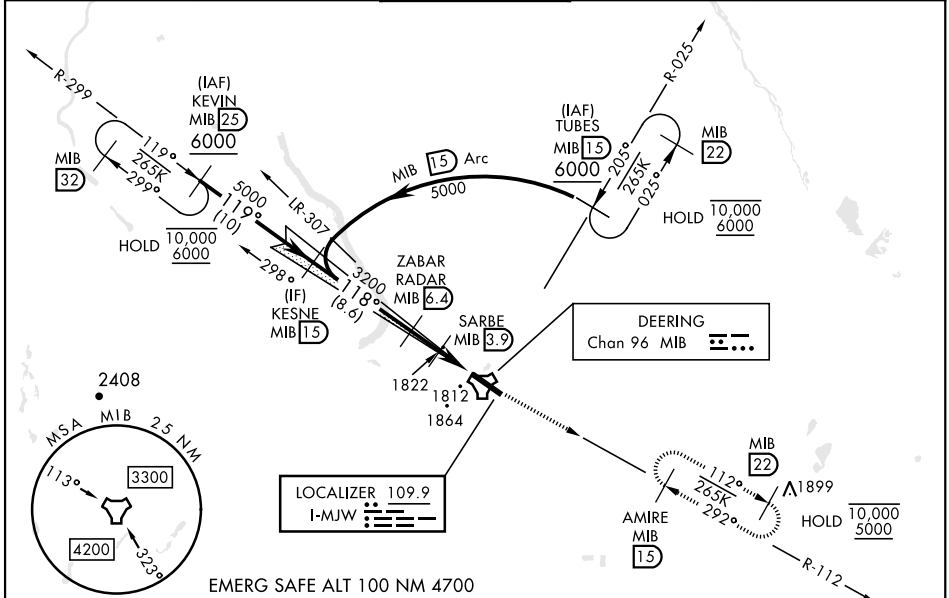 R-299
(IAF)
KEVIN
MIB 25
6000
MIB
32
119°
265K
299°
HOLD 10,000
6000
5000
119°
(10)
LR-307
298°
(IF)
KESNE
MIB 15
MIB 15 Arc
5000
3200
118°
(8.6)
ZABAR
RADAR
MIB 6.4
SARBE
MIB 3.9
1822
1812
1864
(IAF)
TUBES
MIB 15
6000
R-025
205°
265K
025°
MIB
22
HOLD 10,000
6000
DEERING
Chan 96 MIB
LOCALIZER 109.9
I-MJW
2408
MSA MIB 25 NM
113°
3300
4200
323°
EMERG SAFE ALT 100 NM 4700
MIB
22
112°
265K
292°
1899
AMIRE
MIB
15
HOLD 10,000
5000
R-112